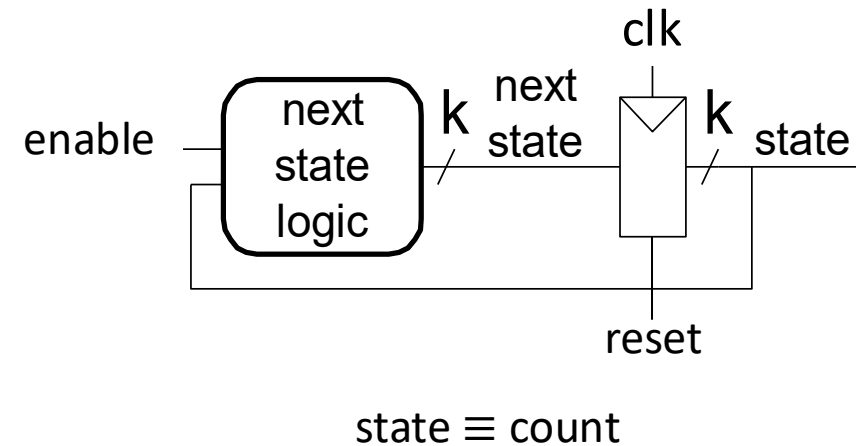 clk
enable
next
state
logic
k
next
state
k
state
reset
state ≡ count